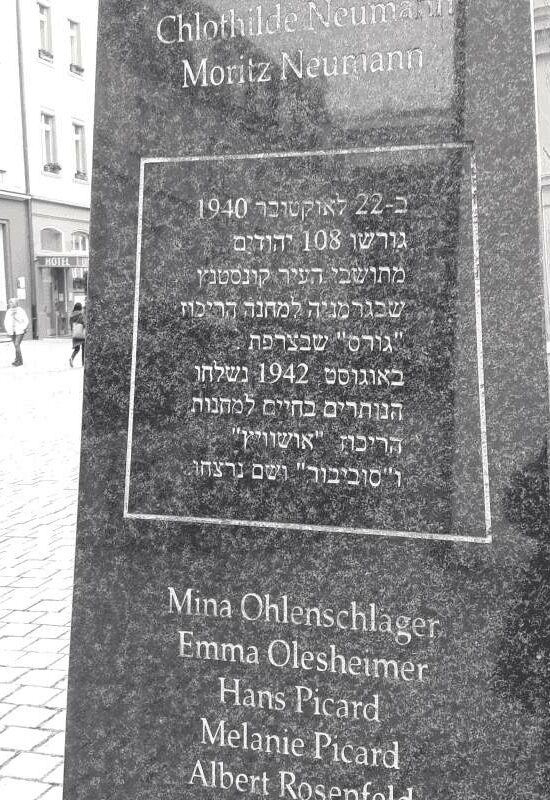 Chlothilde Neumann
Moritz Neumann
ב-22 לאוקטובר 1940
גורשו 108 יהודים
מתושבי העיר קונסטנץ
שבגרמניה למחנה הריכוז
"גורס" שבצרפת.
באוגוסט 1942 נשלחו
הנותרים בחיים למחנות
הריכוז "אושוויץ"
ו"סוביבור" ושם נרצחו.
HOTEL
Mina Ohlenschlager
Emma Olesheimer
Hans Picard
Melanie Picard
Albert Rosenfeld